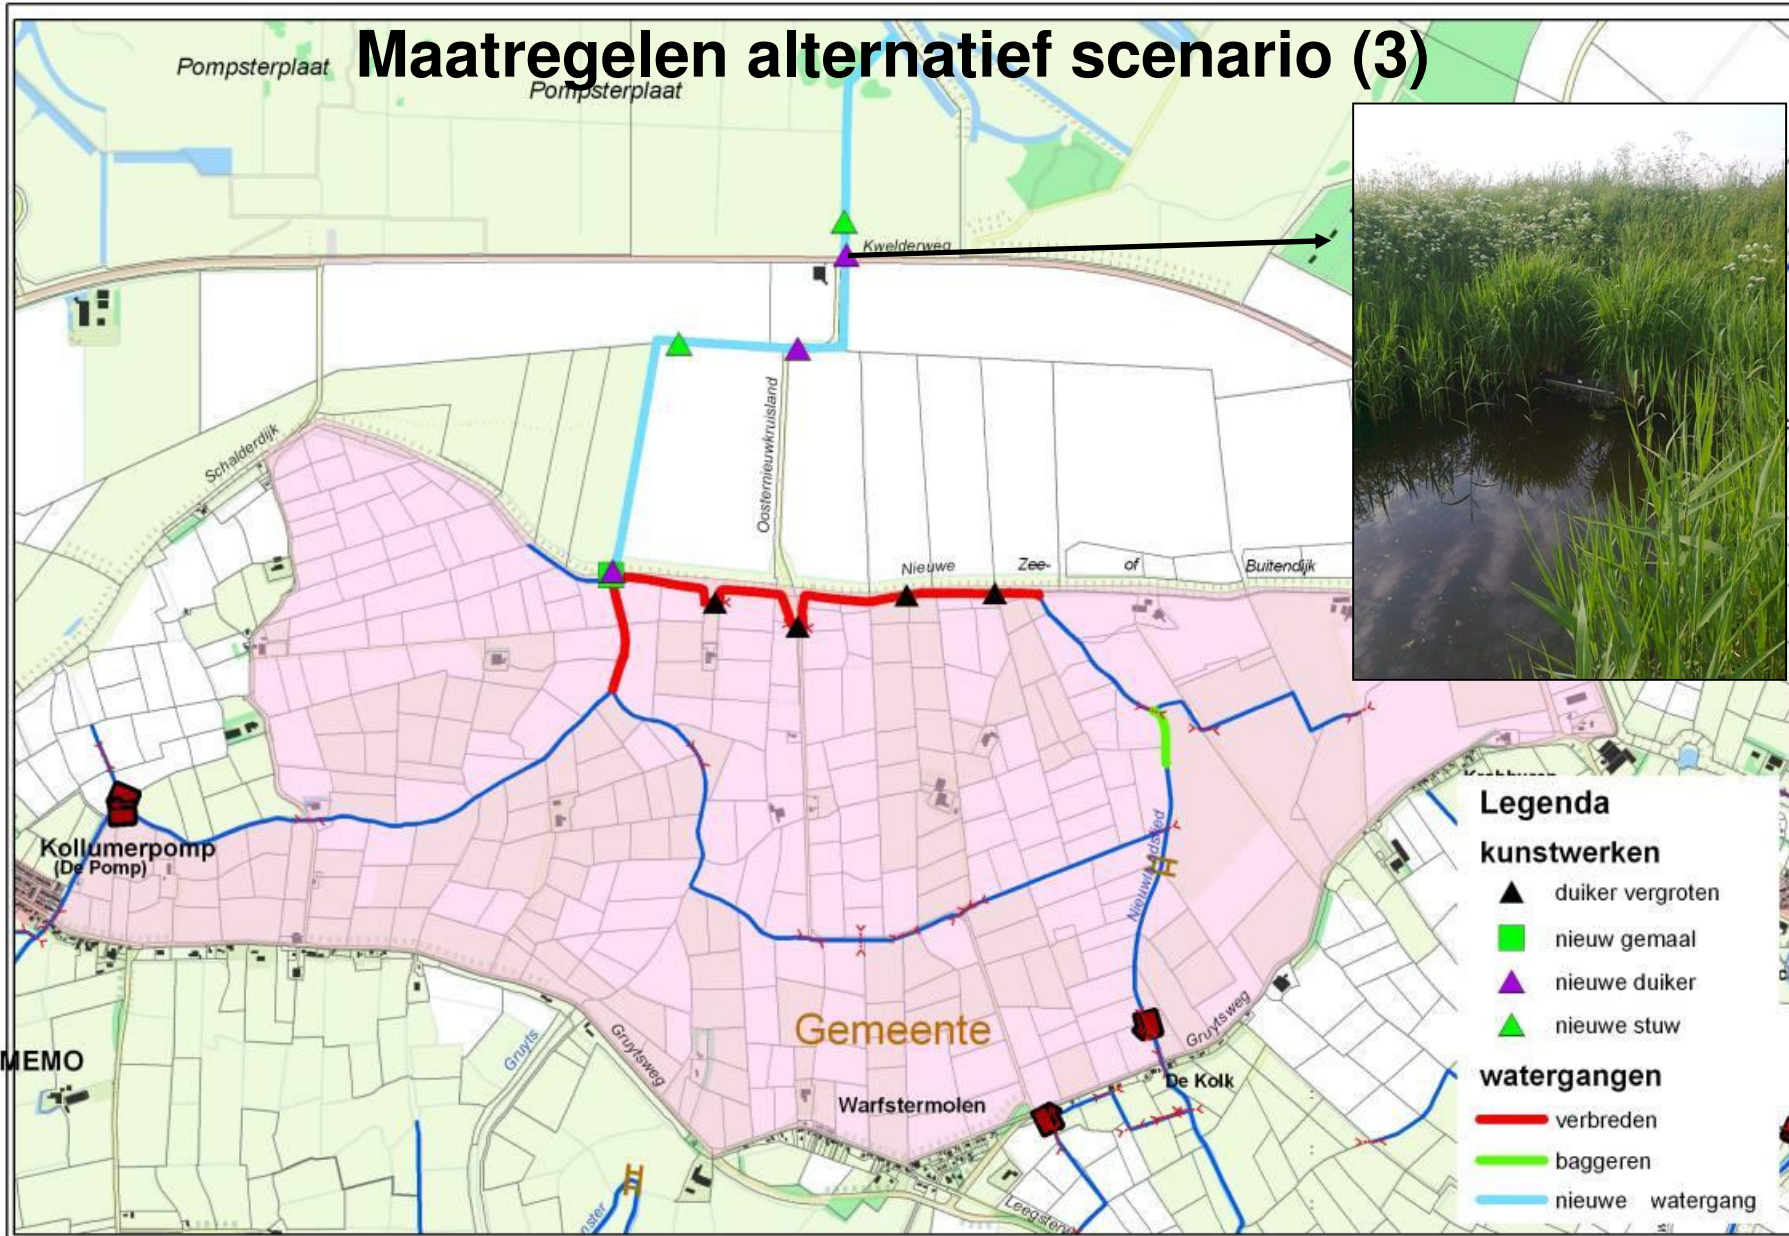 Maatregelen alternatief scenario (3)
Pompsterplaat
Pompsterplaat
Kwelderweg
Schalderdijk
Oosternieuwkruisland
Nieuwe Zee- of Buitendijk
Kollumerpomp
(De Pomp)
Gemeente
Gruytsweg
Gruytsweg
Gruyts
De Kolk
Warfstermolen
MEMO
Legenda
kunstwerken
duiker vergroten
nieuw gemaal
nieuwe duiker
nieuwe stuw
watergangen
verbreden
baggeren
nieuwe watergang